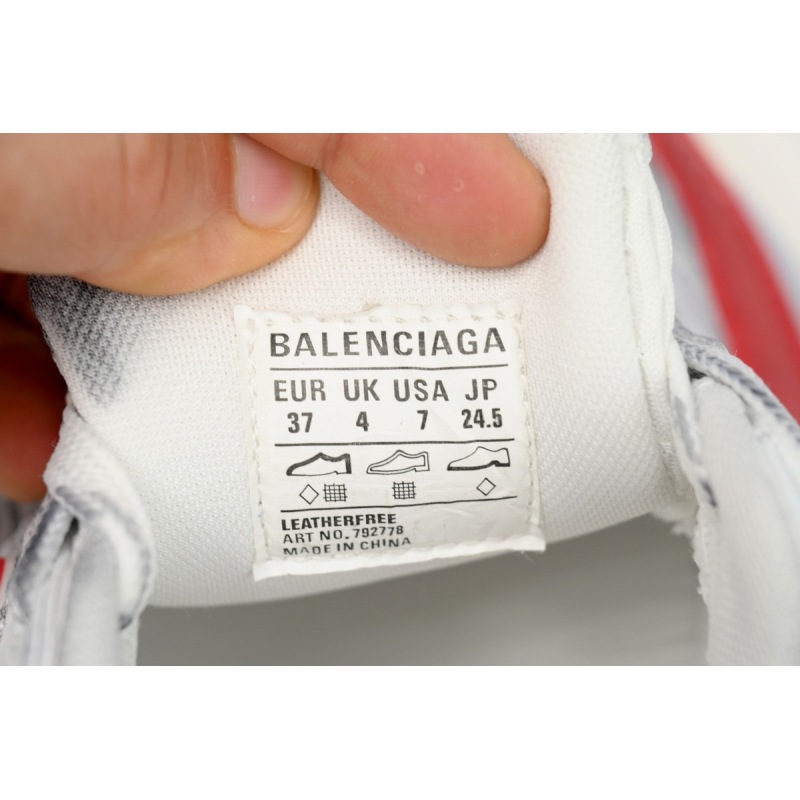 BALENCIAGA
EUR UK USA JP
37 4 7 24.5
LEATHERFREE
ART NO. 792778
MADE IN CHINA